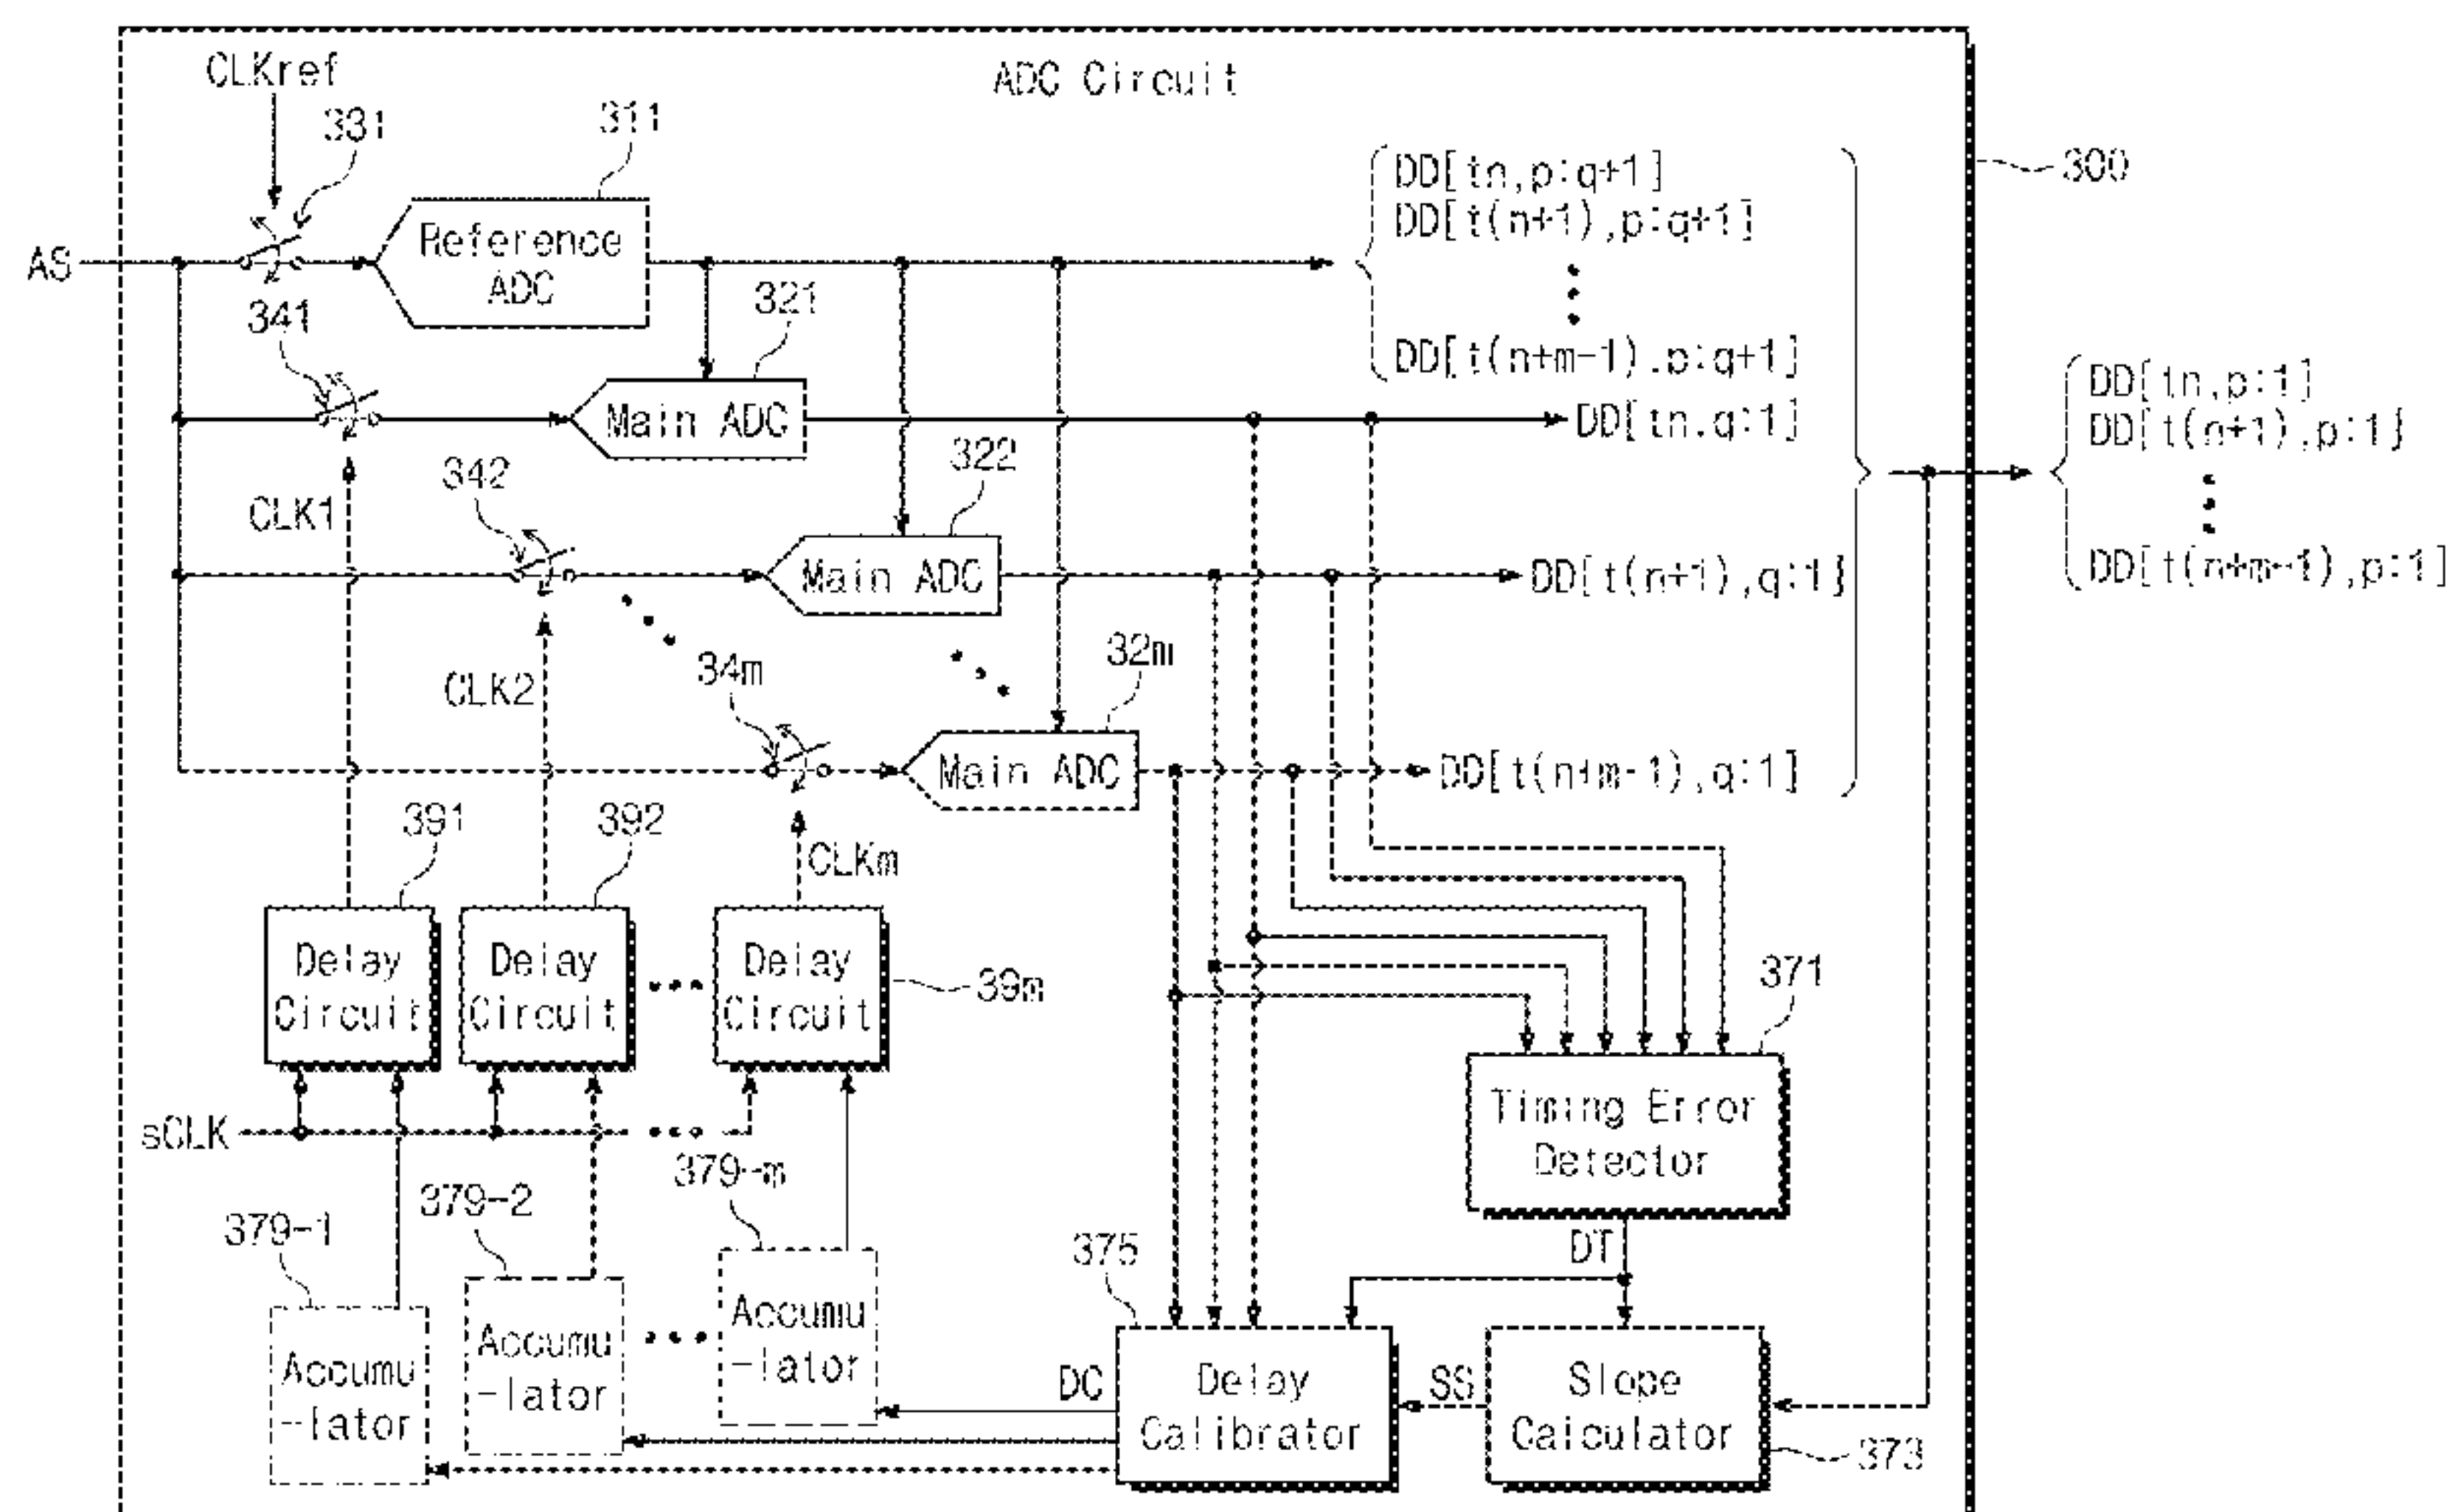 ADC Circuit
CLKref
331
311
300
AS
Reference
ADC
DD[tn,p:q+1]
DD[t(n+1),p:q+1]
DD[t(n+m-1).p:q+1]
341
321
Main ADC
DD[tn.q:1]
DD[tn,p:1]
DD[t(n+1),p:1]
DD[t(n+m-1),p:1]
CLK1
342
322
Main ADC
DD[t(n+1),q:1]
CLK2
34m
32m
Main ADC
DD[t(n+m-1),q:1]
391
392
CLKm
Delay
Circuit
Delay
Circuit
Delay
Circuit
39m
371
Timing Error
Detector
sCLK
379-1
379-2
379-m
Accumu
-lator
Accumu
-lator
Accumu
-lator
375
DT
DC
Delay
Calibrator
SS
Slope
Calculator
373